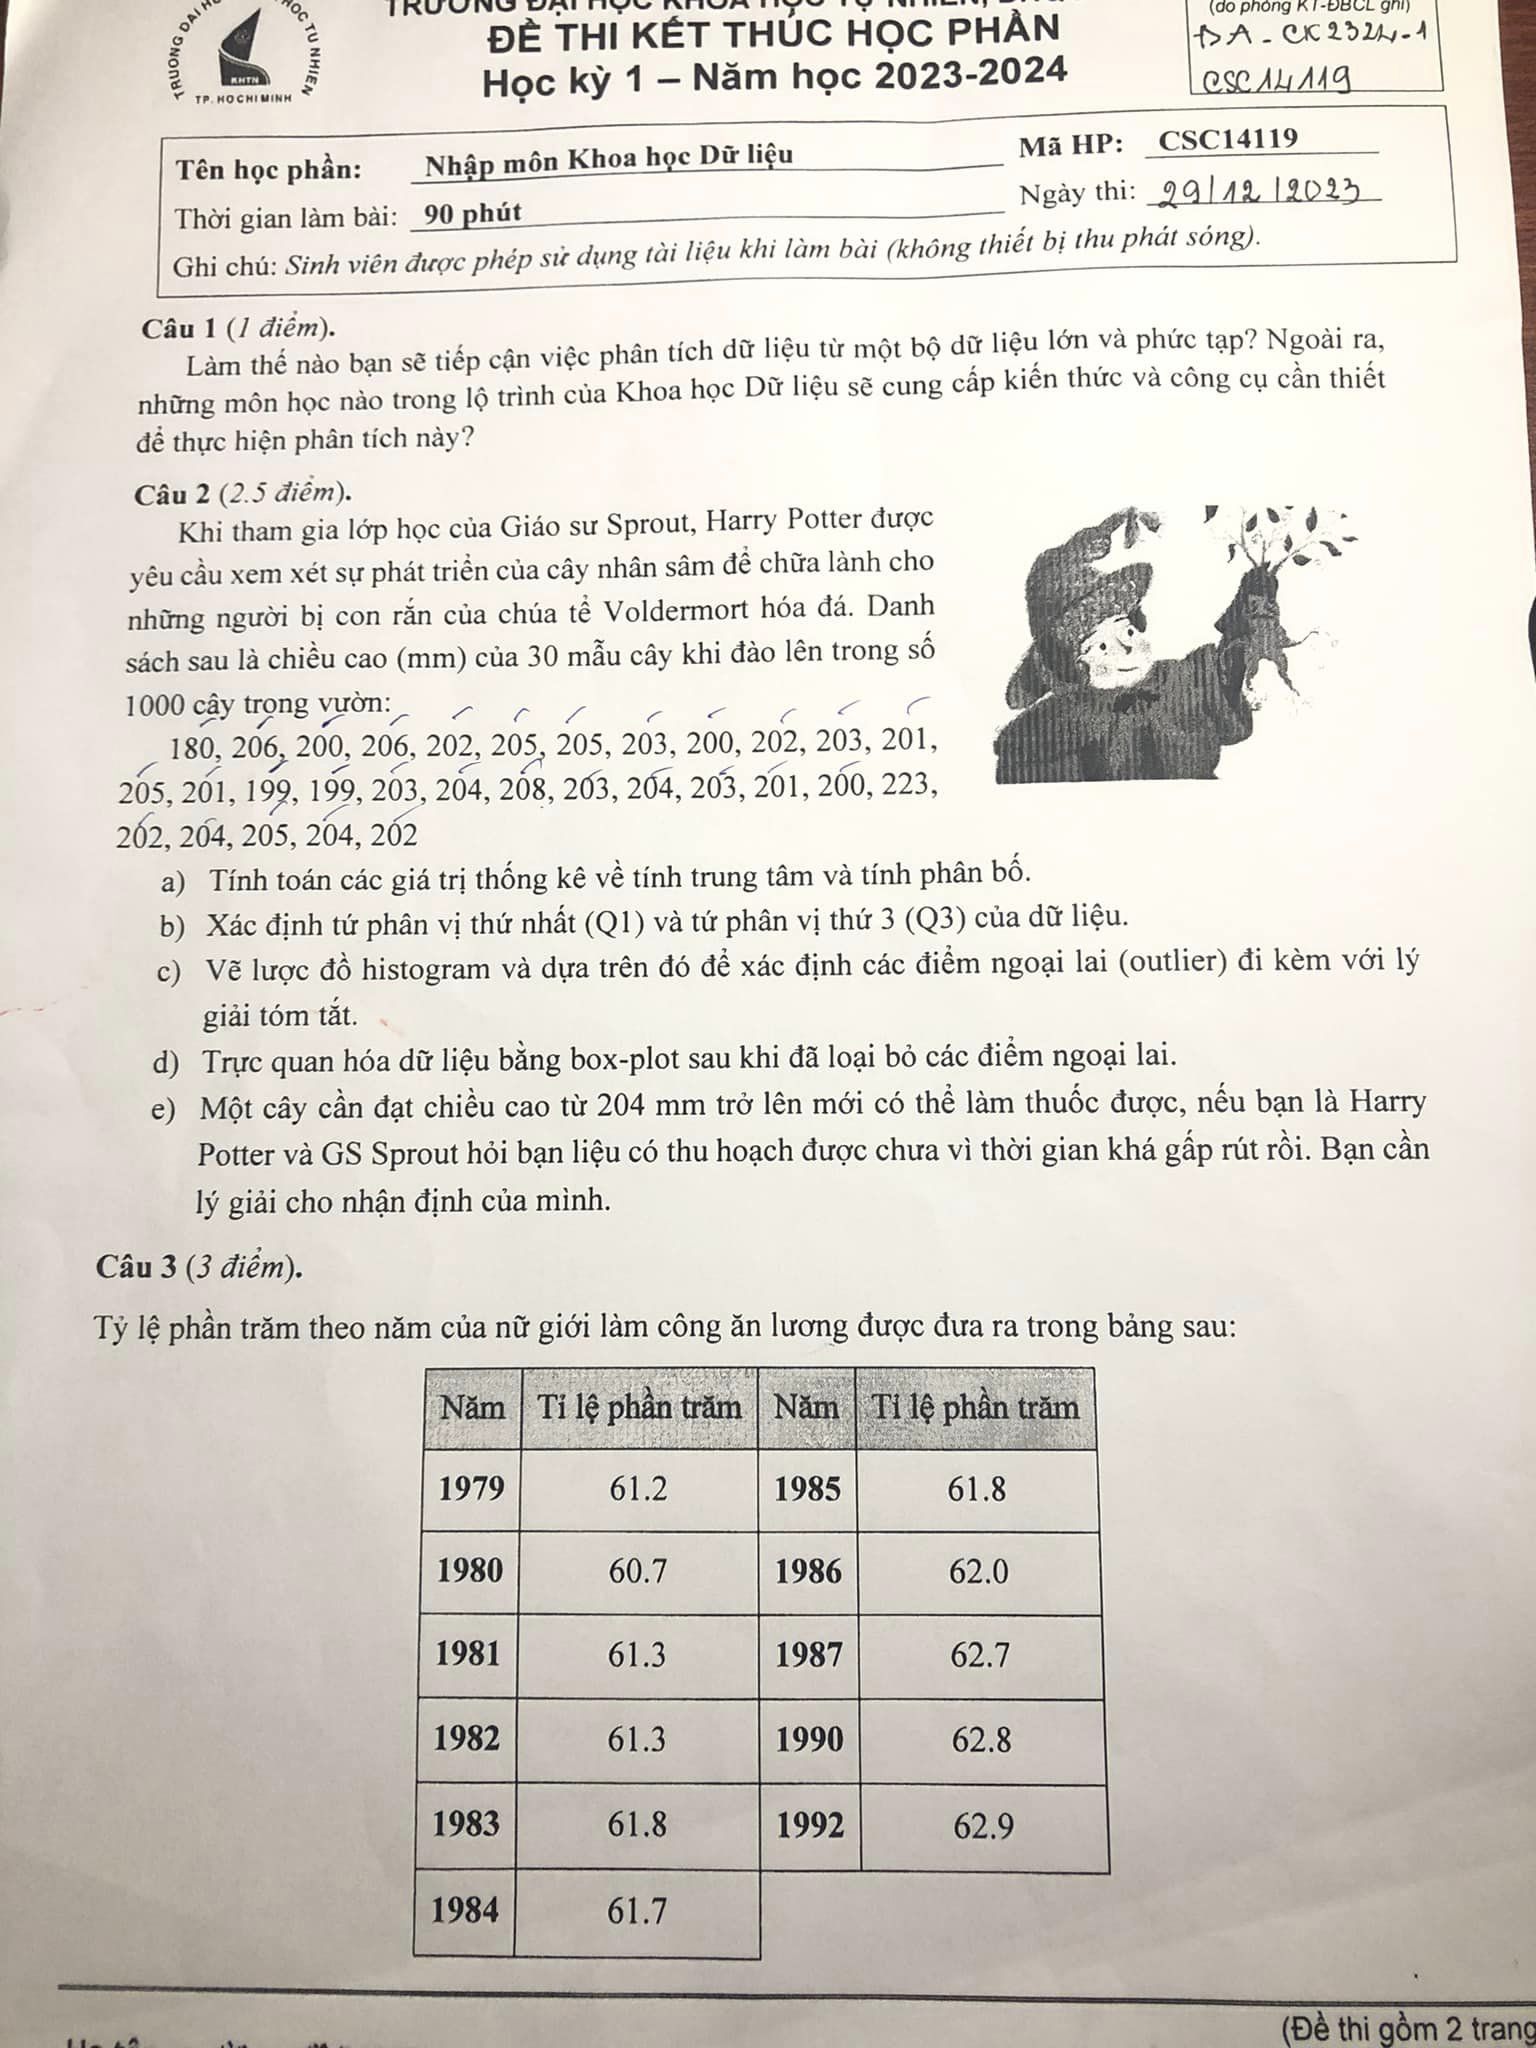 TRƯỜNG ĐẠI HỌC KHOA HỌC TỰ NHIÊN,
ĐỀ THI KẾT THÚC HỌC PHẦN
Học kỳ 1 – Năm học 2023-2024
KHTN
TP. HO CHI MINH
(do phòng KT-ĐBCL ghi)
ĐA - CK2324-1
CSC14119
Tên học phần: Nhập môn Khoa học Dữ liệu Mã HP: CSC14119
Thời gian làm bài: 90 phút Ngày thi: 29/12/2023
Ghi chú: Sinh viên được phép sử dụng tài liệu khi làm bài (không thiết bị thu phát sóng).
Câu 1 (1 điểm).
Làm thế nào bạn sẽ tiếp cận việc phân tích dữ liệu từ một bộ dữ liệu lớn và phức tạp? Ngoài ra,
những môn học nào trong lộ trình của Khoa học Dữ liệu sẽ cung cấp kiến thức và công cụ cần thiết
để thực hiện phân tích này?
Câu 2 (2.5 điểm).
Khi tham gia lớp học của Giáo sư Sprout, Harry Potter được
yêu cầu xem xét sự phát triển của cây nhân sâm để chữa lành cho
những người bị con rắn của chúa tể Voldermort hóa đá. Danh
sách sau là chiều cao (mm) của 30 mẫu cây khi đào lên trong số
1000 cây trong vườn:
180, 206, 200, 206, 202, 205, 205, 203, 200, 202, 203, 201,
205, 201, 199, 199, 203, 204, 208, 203, 204, 203, 201, 200, 223,
202, 204, 205, 204, 202
a) Tính toán các giá trị thống kê về tính trung tâm và tính phân bố.
b) Xác định tứ phân vị thứ nhất (Q1) và tứ phân vị thứ 3 (Q3) của dữ liệu.
c) Vẽ lược đồ histogram và dựa trên đó để xác định các điểm ngoại lai (outlier) đi kèm với lý
giải tóm tắt.
d) Trực quan hóa dữ liệu bằng box-plot sau khi đã loại bỏ các điểm ngoại lai.
e) Một cây cần đạt chiều cao từ 204 mm trở lên mới có thể làm thuốc được, nếu bạn là Harry
Potter và GS Sprout hỏi bạn liệu có thu hoạch được chưa vì thời gian khá gấp rút rồi. Bạn cần
lý giải cho nhận định của mình.
Câu 3 (3 điểm).
Tỷ lệ phần trăm theo năm của nữ giới làm công ăn lương được đưa ra trong bảng sau:
Năm Tỉ lệ phần trăm Năm Tỉ lệ phần trăm
1979 61.2 1985 61.8
1980 60.7 1986 62.0
1981 61.3 1987 62.7
1982 61.3 1990 62.8
1983 61.8 1992 62.9
1984 61.7
(Đề thi gồm 2 trang